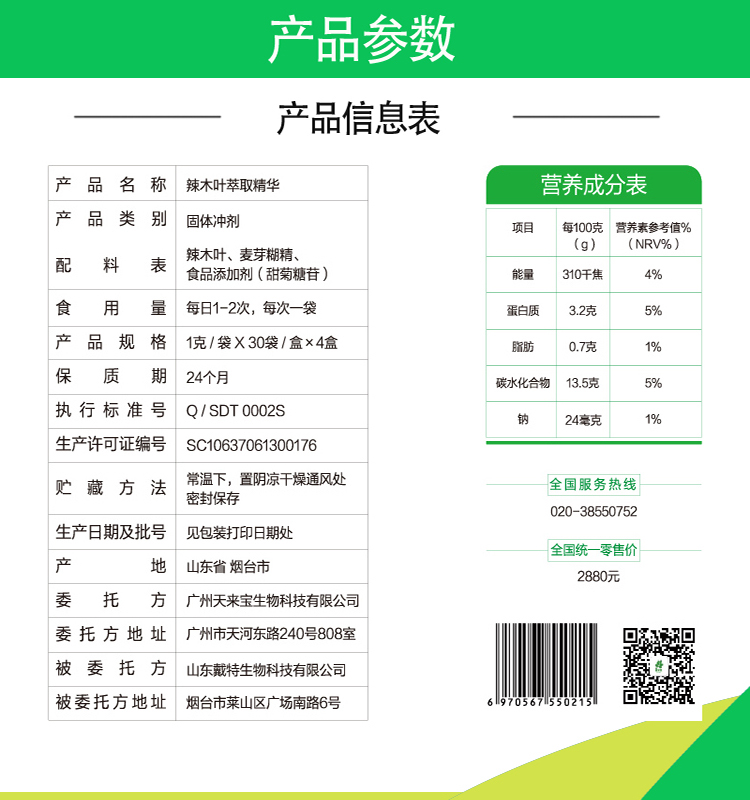 产品参数
产品信息表
产品名称 辣木叶萃取精华
产品类别 固体冲剂
配料表 辣木叶、麦芽糊精、
食品添加剂（甜菊糖苷）
食用量 每日1-2次，每次一袋
产品规格 1克 / 袋 X 30袋 / 盒 × 4盒
保质期 24个月
执行标准号 Q / SDT 0002S
生产许可证编号 SC10637061300176
贮藏方法 常温下，置阴凉干燥通风处
密封保存
生产日期及批号 见包装打印日期处
产地 山东省 烟台市
委托方 广州天来宝生物科技有限公司
委托方地址 广州市天河东路240号808室
被委托方 山东戴特生物科技有限公司
被委托方地址 烟台市莱山区广场南路6号
营养成分表
项目 每100克 营养素参考值%
（g） （NRV%）
能量 310千焦 4%
蛋白质 3.2克 5%
脂肪 0.7克 1%
碳水化合物 13.5克 5%
钠 24毫克 1%
全国服务热线
020-38550752
全国统一零售价
2880元
6 970567 550215